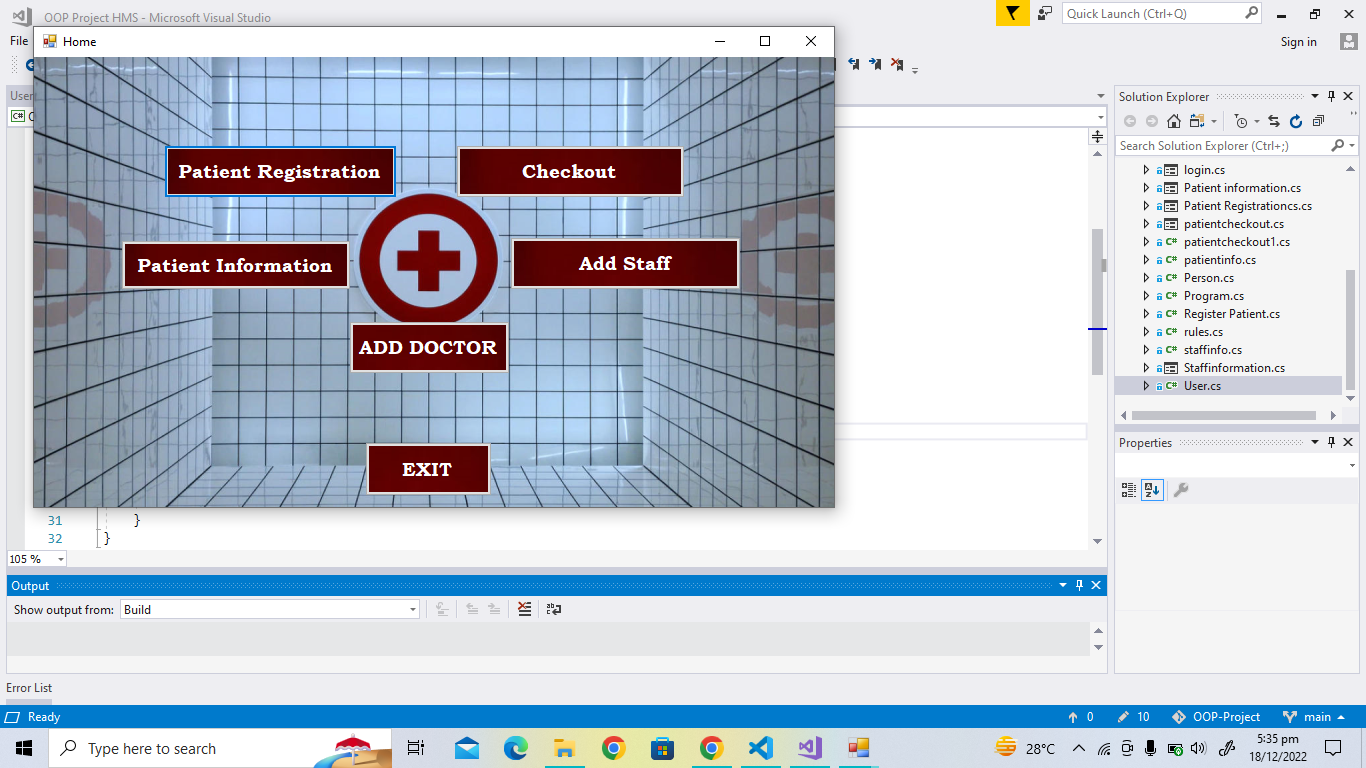 OOP Project HMS - Microsoft Visual Studio
Quick Launch (Ctrl+Q)
File
Home
Sign in
User
Solution Explorer
C#
Search Solution Explorer (Ctrl+;)
Patient Registration
Checkout
Patient Information
Add Staff
ADD DOCTOR
EXIT
login.cs
Patient information.cs
Patient Registrationcs.cs
patientcheckout.cs
C# patientcheckout1.cs
C# patientinfo.cs
C# Person.cs
C# Program.cs
C# Register Patient.cs
C# rules.cs
C# staffinfo.cs
Staffinformation.cs
C# User.cs
Properties
31 }
32 }
105 %
Output
Show output from: Build
Error List
Ready
0 10 OOP-Project main
Type here to search
28°C
5:35 pm
18/12/2022